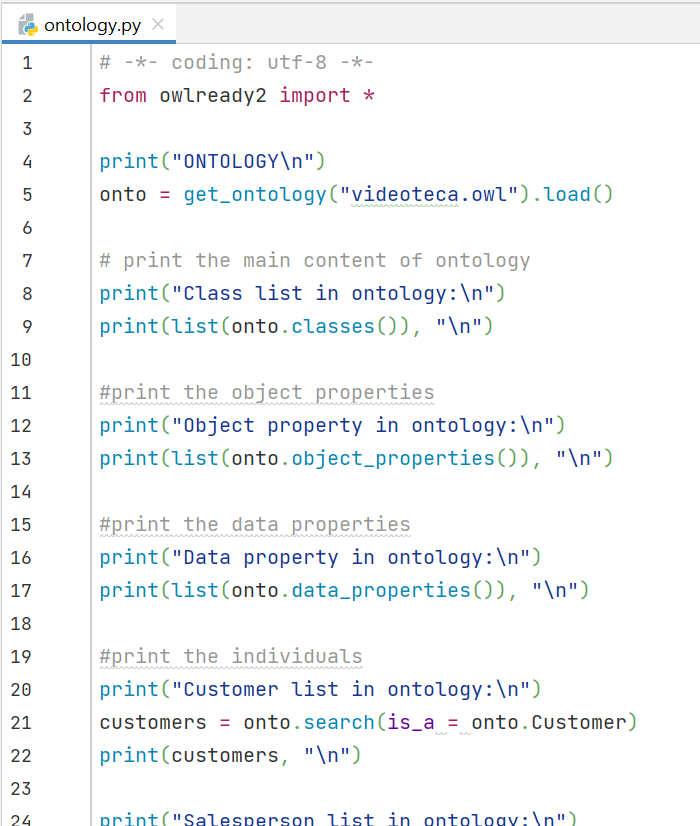 ontology.py
1 # -*- coding: utf-8 -*-
2 from owlready2 import *
3
4 print("ONTOLOGY\n")
5 onto = get_ontology("videoteca.owl").load()
6
7 # print the main content of ontology
8 print("Class list in ontology:\n")
9 print(list(onto.classes()), "\n")
10
11 #print the object properties
12 print("Object property in ontology:\n")
13 print(list(onto.object_properties()), "\n")
14
15 #print the data properties
16 print("Data property in ontology:\n")
17 print(list(onto.data_properties()), "\n")
18
19 #print the individuals
20 print("Customer list in ontology:\n")
21 customers = onto.search(is_a = onto.Customer)
22 print(customers, "\n")
23
24 print("Salesperson list in ontology:\n")